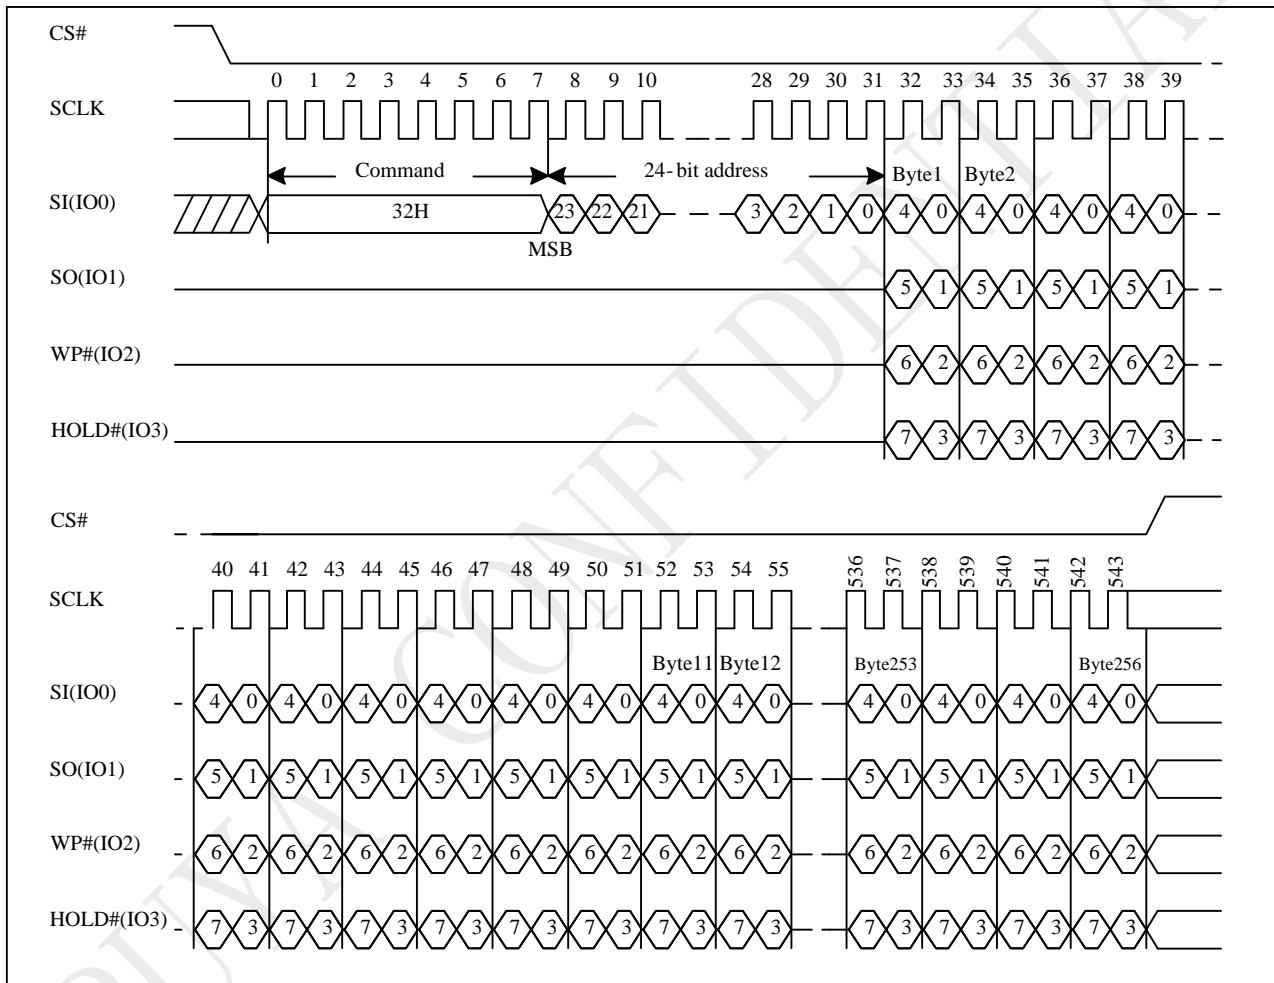 CS#
0 1 2 3 4 5 6 7 8 9 10 28 29 30 31 32 33 34 35 36 37 38 39
SCLK
Command 24-bit address Byte1 Byte2
SI(IO0) 32H 23 22 21 3 2 1 0 4 0 4 0 4 0 4 0
MSB
SO(IO1) 5 1 5 1 5 1 5 1
WP#(IO2) 6 2 6 2 6 2 6 2
HOLD#(IO3) 7 3 7 3 7 3 7 3
CS#
40 41 42 43 44 45 46 47 48 49 50 51 52 53 54 55 536 537 538 539 540 541 542 543
SCLK
Byte11 Byte12 Byte253 Byte256
SI(IO0) 4 0 4 0 4 0 4 0 4 0 4 0 4 0 4 0 4 0 4 0 4 0 4 0
SO(IO1) 5 1 5 1 5 1 5 1 5 1 5 1 5 1 5 1 5 1 5 1 5 1 5 1
WP#(IO2) 6 2 6 2 6 2 6 2 6 2 6 2 6 2 6 2 6 2 6 2 6 2 6 2
HOLD#(IO3) 7 3 7 3 7 3 7 3 7 3 7 3 7 3 7 3 7 3 7 3 7 3 7 3